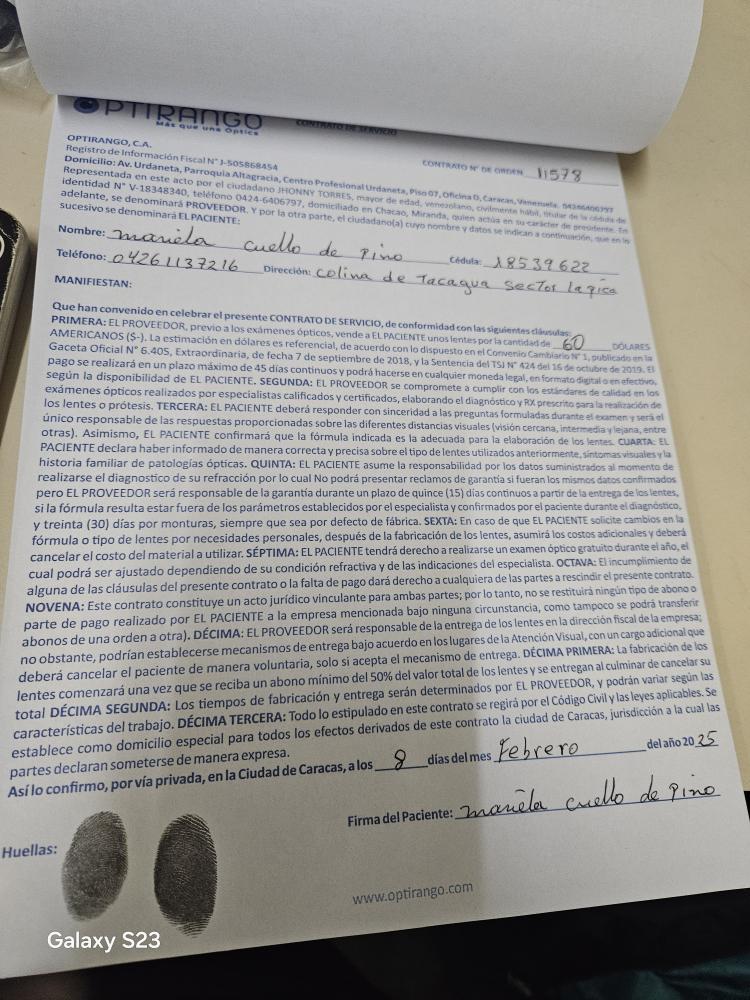 OPTIRANGO
Más que una Óptica
CONTRATO DE SERVICIO
OPTIRANGO, C.A.
Registro de Información Fiscal N° J-505868454
CONTRATO N° DE ORDEN 11578
Domicilio: Av. Urdaneta, Parroquia Altagracia, Centro Profesional Urdaneta, Piso 07, Oficina D, Caracas, Venezuela. 04246406797
Representada en este acto por el ciudadano JHONNY TORRES, mayor de edad, venezolano, civilmente hábil, titular de la cédula de
identidad N° V-18348340, teléfono 0424-6406797, domiciliado en Chacao, Miranda, quien actúa en su carácter de presidente. En
adelante, se denominará PROVEEDOR. Y por la otra parte, el ciudadano(a) cuyo nombre y datos se indican a continuación, que en lo
sucesivo se denominará EL PACIENTE:
Nombre: mariela cuello de pino Cédula: 18539622
Teléfono: 04261137216 Dirección: colina de Tacagua sector la pica
MANIFIESTAN:
Que han convenido en celebrar el presente CONTRATO DE SERVICIO, de conformidad con las siguientes cláusulas:
PRIMERA: EL PROVEEDOR, previo a los exámenes ópticos, vende a EL PACIENTE unos lentes por la cantidad de 60 DÓLARES
AMERICANOS ($-). La estimación en dólares es referencial, de acuerdo con lo dispuesto en el Convenio Cambiario N° 1, publicado en la
Gaceta Oficial N° 6.405, Extraordinaria, de fecha 7 de septiembre de 2018, y la Sentencia del TSJ N° 424 del 16 de octubre de 2019. El
pago se realizará en un plazo máximo de 45 días continuos y podrá hacerse en cualquier moneda legal, en formato digital o en efectivo,
según la disponibilidad de EL PACIENTE. SEGUNDA: EL PROVEEDOR se compromete a cumplir con los estándares de calidad en los
exámenes ópticos realizados por especialistas calificados y certificados, elaborando el diagnóstico y RX prescrito para la realización de
los lentes o prótesis. TERCERA: EL PACIENTE deberá responder con sinceridad a las preguntas formuladas durante el examen y será el
único responsable de las respuestas proporcionadas sobre las diferentes distancias visuales (visión cercana, intermedia y lejana, entre
otras). Asimismo, EL PACIENTE confirmará que la fórmula indicada es la adecuada para la elaboración de los lentes. CUARTA: EL
PACIENTE declara haber informado de manera correcta y precisa sobre el tipo de lentes utilizados anteriormente, síntomas visuales y la
historia familiar de patologías ópticas. QUINTA: EL PACIENTE asume la responsabilidad por los datos suministrados al momento de
realizarse el diagnostico de su refracción por lo cual No podrá presentar reclamos de garantía si fueran los mismos datos confirmados
pero EL PROVEEDOR será responsable de la garantía durante un plazo de quince (15) días continuos a partir de la entrega de los lentes,
si la fórmula resulta estar fuera de los parámetros establecidos por el especialista y confirmados por el paciente durante el diagnóstico,
y treinta (30) días por monturas, siempre que sea por defecto de fábrica. SEXTA: En caso de que EL PACIENTE solicite cambios en la
fórmula o tipo de lentes por necesidades personales, después de la fabricación de los lentes, asumirá los costos adicionales y deberá
cancelar el costo del material a utilizar. SÉPTIMA: EL PACIENTE tendrá derecho a realizarse un examen óptico gratuito durante el año, el
cual podrá ser ajustado dependiendo de su condición refractiva y de las indicaciones del especialista. OCTAVA: El incumplimiento de
alguna de las cláusulas del presente contrato o la falta de pago dará derecho a cualquiera de las partes a rescindir el presente contrato.
NOVENA: Este contrato constituye un acto jurídico vinculante para ambas partes; por lo tanto, no se restituirá ningún tipo de abono o
parte de pago realizado por EL PACIENTE a la empresa mencionada bajo ninguna circunstancia, como tampoco se podrá transferir
abonos de una orden a otra). DÉCIMA: EL PROVEEDOR será responsable de la entrega de los lentes en la dirección fiscal de la empresa;
no obstante, podrían establecerse mecanismos de entrega bajo acuerdo en los lugares de la Atención Visual, con un cargo adicional que
deberá cancelar el paciente de manera voluntaria, solo si acepta el mecanismo de entrega. DÉCIMA PRIMERA: La fabricación de los
lentes comenzará una vez que se reciba un abono mínimo del 50% del valor total de los lentes y se entregan al culminar de cancelar su
total DÉCIMA SEGUNDA: Los tiempos de fabricación y entrega serán determinados por EL PROVEEDOR, y podrán variar según las
características del trabajo. DÉCIMA TERCERA: Todo lo estipulado en este contrato se regirá por el Código Civil y las leyes aplicables. Se
establece como domicilio especial para todos los efectos derivados de este contrato la ciudad de Caracas, jurisdicción a la cual las
partes declaran someterse de manera expresa.
Así lo confirmo, por vía privada, en la Ciudad de Caracas, a los 8 días del mes Febrero del año 2025
Firma del Paciente: mariela cuello de pino
Huellas:
www.optirango.com
Galaxy S23